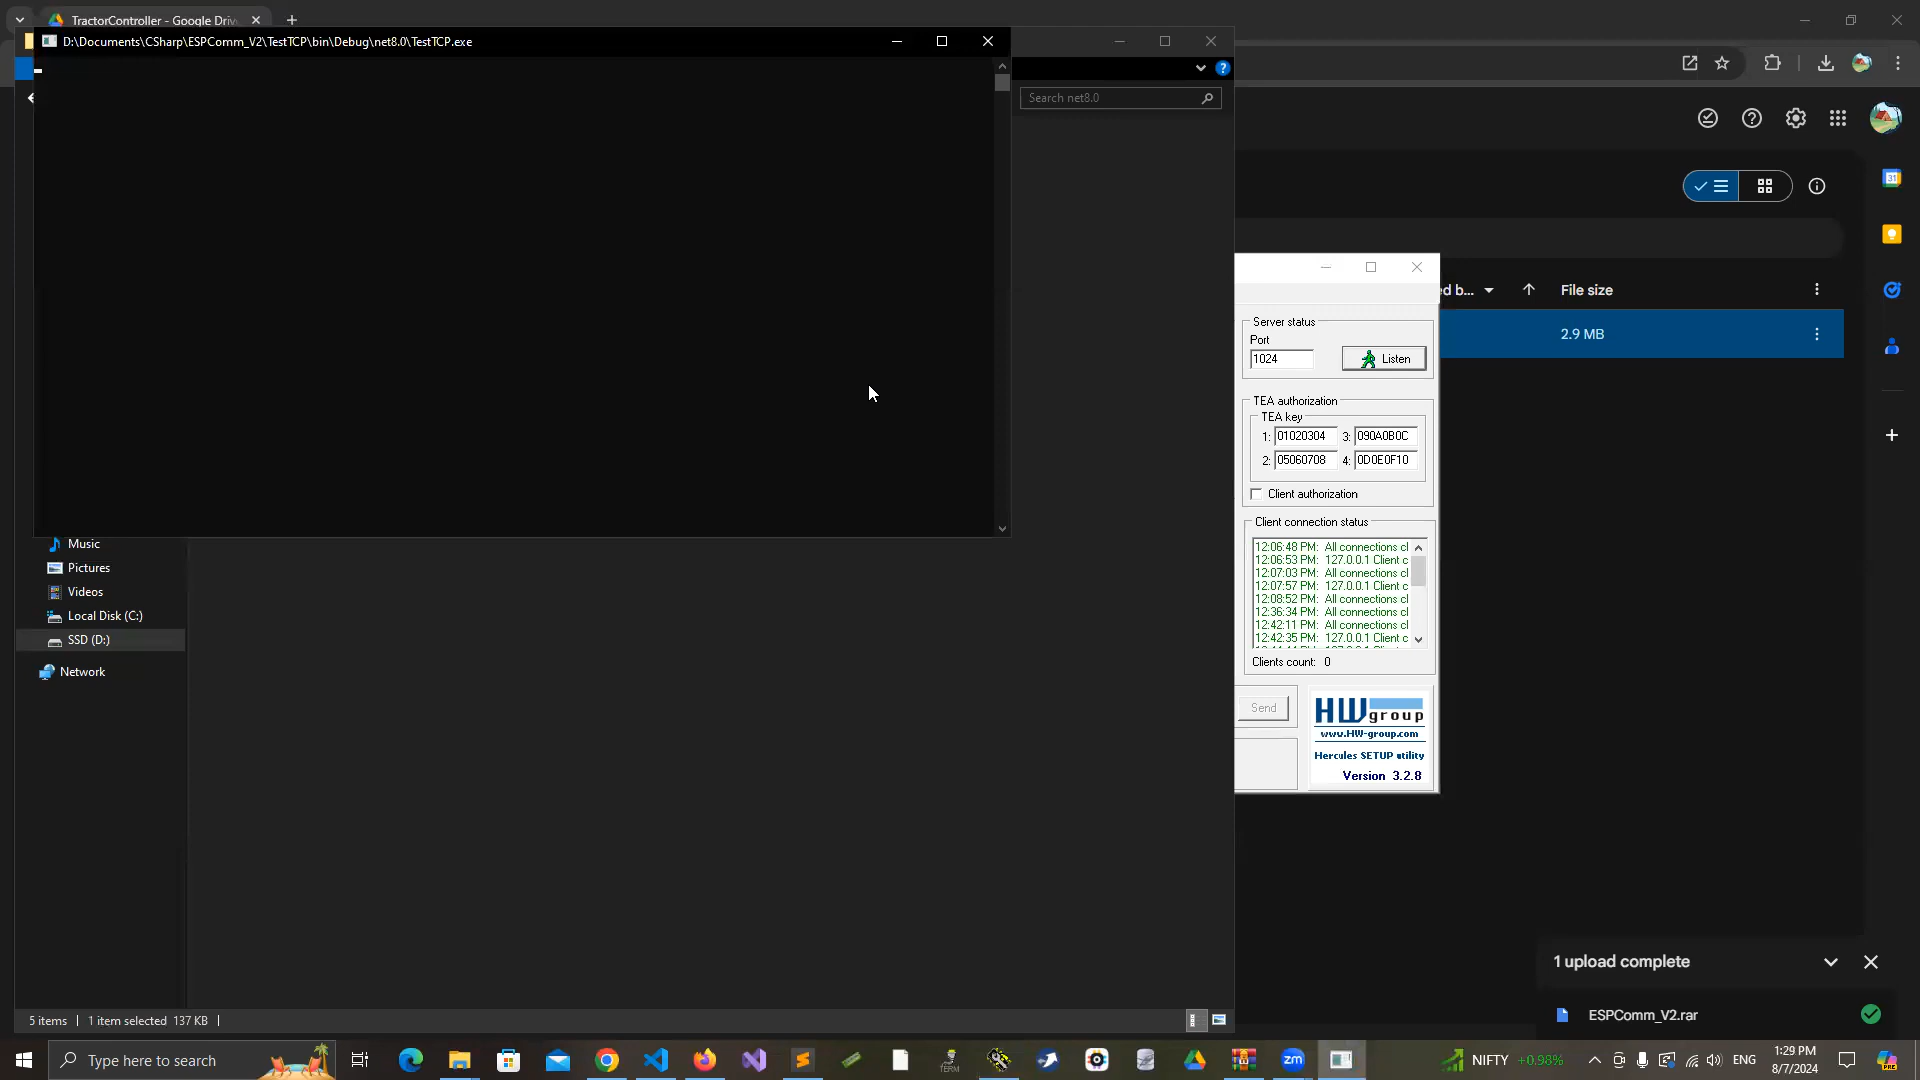 TractorController - Google Driv
D:\Documents\CSharp\ESPComm_V2\TestTCP\bin\Debug\net8.0\TestTCP.exe
Search net8.0
31
ed b...
File size
2.9 MB
Server status
Port
1024
Listen
TEA authorization
TEA key
1: 01020304 3: 090A0B0C
2: 05060708 4: 0D0E0F10
Client authorization
Client connection status
12:06:48 PM: All connections cl
12:06:53 PM: 127.0.0.1 Client c
12:07:03 PM: All connections cl
12:07:57 PM: 127.0.0.1 Client c
12:08:52 PM: All connections cl
12:36:34 PM: All connections cl
12:42:11 PM: All connections cl
12:42:35 PM: 127.0.0.1 Client c
Clients count: 0
Send
HW group
www.HW-group.com
Hercules SETUP utility
Version 3.2.8
Music
Pictures
Videos
Local Disk (C:)
SSD (D:)
Network
5 items
1 item selected 137 KB
1 upload complete
ESPComm_V2.rar
Type here to search
TERM
zm
NIFTY +0.98%
ENG
1:29 PM
8/7/2024
PRE